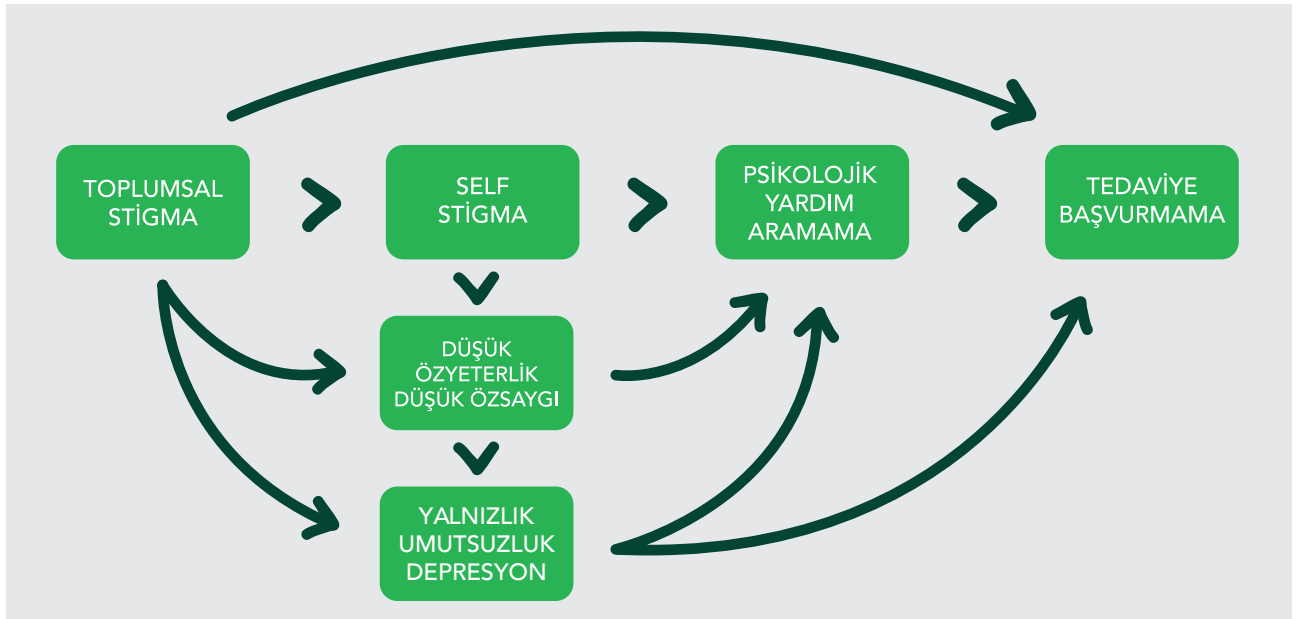 TOPLUMSAL
STİGMA
SELF
STİGMA
PSİKOLOJİK
YARDIM
ARAMAMA
TEDAVİYE
BAŞVURMAMA
DÜŞÜK
ÖZYETERLİK
DÜŞÜK ÖZSAYGI
YALNIZLIK
UMUTSUZLUK
DEPRESYON